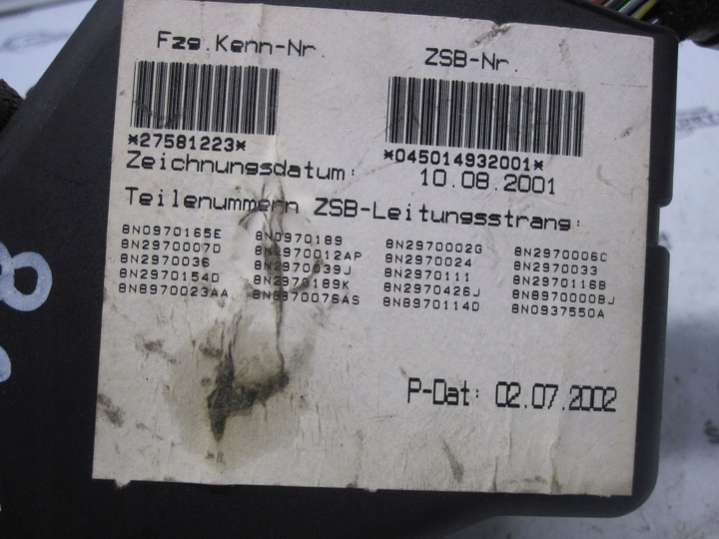 Fzg.Kenn-Nr.
ZSB-Nr.
*27581223*
*045014932001*
Zeichnungsdatum: 10.08.2001
Teilenummern ZSB-Leitungsstrang:
8N0970165E 8N0970189 8N2970002G 8N2970006C
8N2970007D 8N2970012AP 8N2970024 8N2970033
8N2970036 8N2970039J 8N2970111 8N2970116B
8N2970154D 8N2970189K 8N2970426J 8N8970000BJ
8N8970023AA 8N8970076AS 8N8970114D 8N0937550A
P-Dat: 02.07.2002